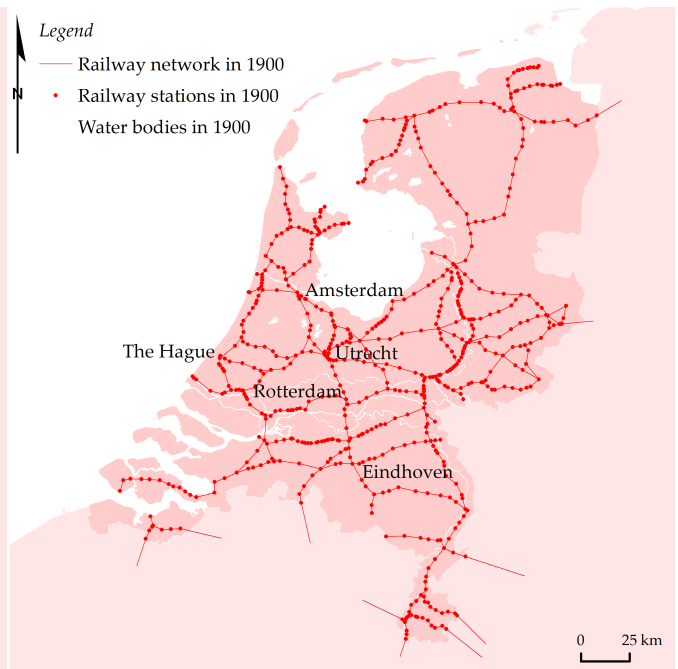 Legend
Railway network in 1900
N
Railway stations in 1900
Water bodies in 1900
Amsterdam
The Hague
Utrecht
Rotterdam
Eindhoven
0 25 km